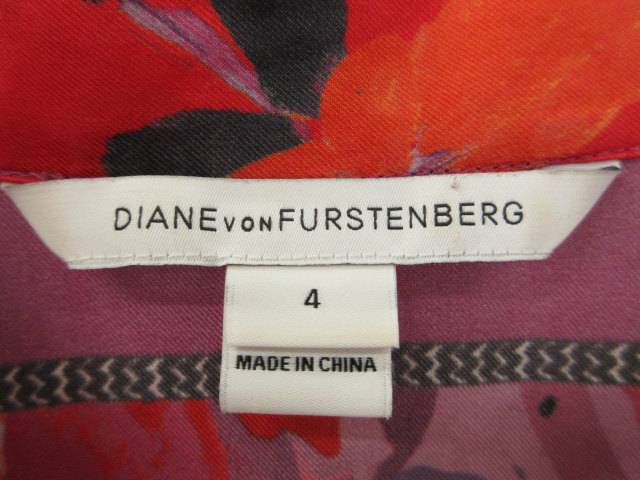 DIANE VON FURSTENBERG
4
MADE IN CHINA